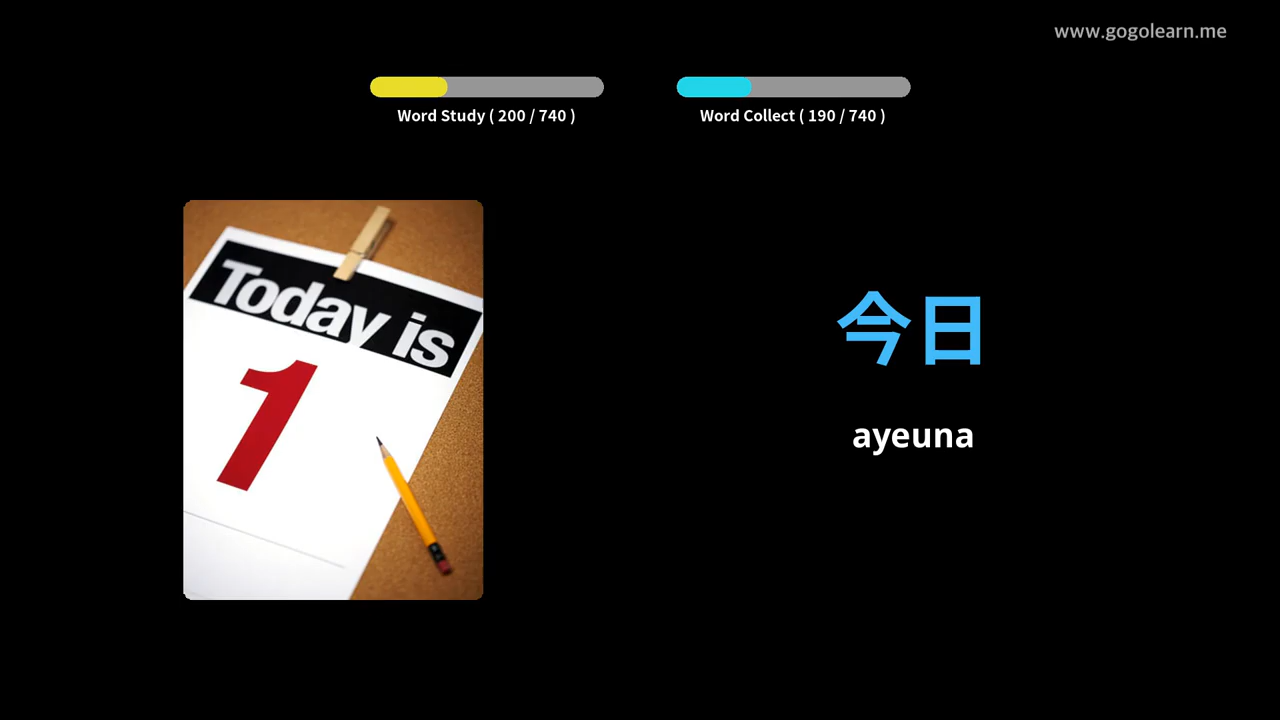 www.gogolearn.me
Word Study ( 200 / 740 )
Word Collect ( 190 / 740 )
Today is
1
今日
ayeuna